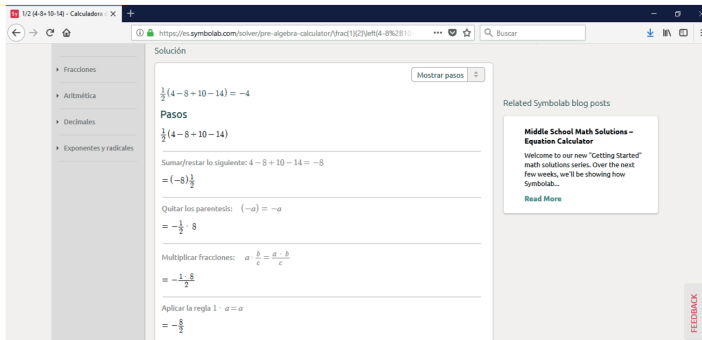 1/2 (4-8+10-14) - Calculadora
https://es.symbolab.com/solver/pre-algebra-calculator/\frac{1}{2}\left(4-8%2B10
Buscar
Solución
Fracciones
Aritmética
Decimales
Exponentes y radicales
Mostrar pasos
1/2 (4 − 8 + 10 − 14) = −4
Pasos
1/2 (4 − 8 + 10 − 14)
Sumar/restar lo siguiente: 4 − 8 + 10 − 14 = −8
= (−8) 1/2
Quitar los parentesis: (−a) = −a
= − 1/2 · 8
Multiplicar fracciones: a · b/c = a · b/c
= − 1 · 8/2
Aplicar la regla 1 · a = a
= − 8/2
Related Symbolab blog posts
Middle School Math Solutions –
Equation Calculator
Welcome to our new "Getting Started"
math solutions series. Over the next
few weeks, we'll be showing how
Symbolab...
Read More
FEEDBACK